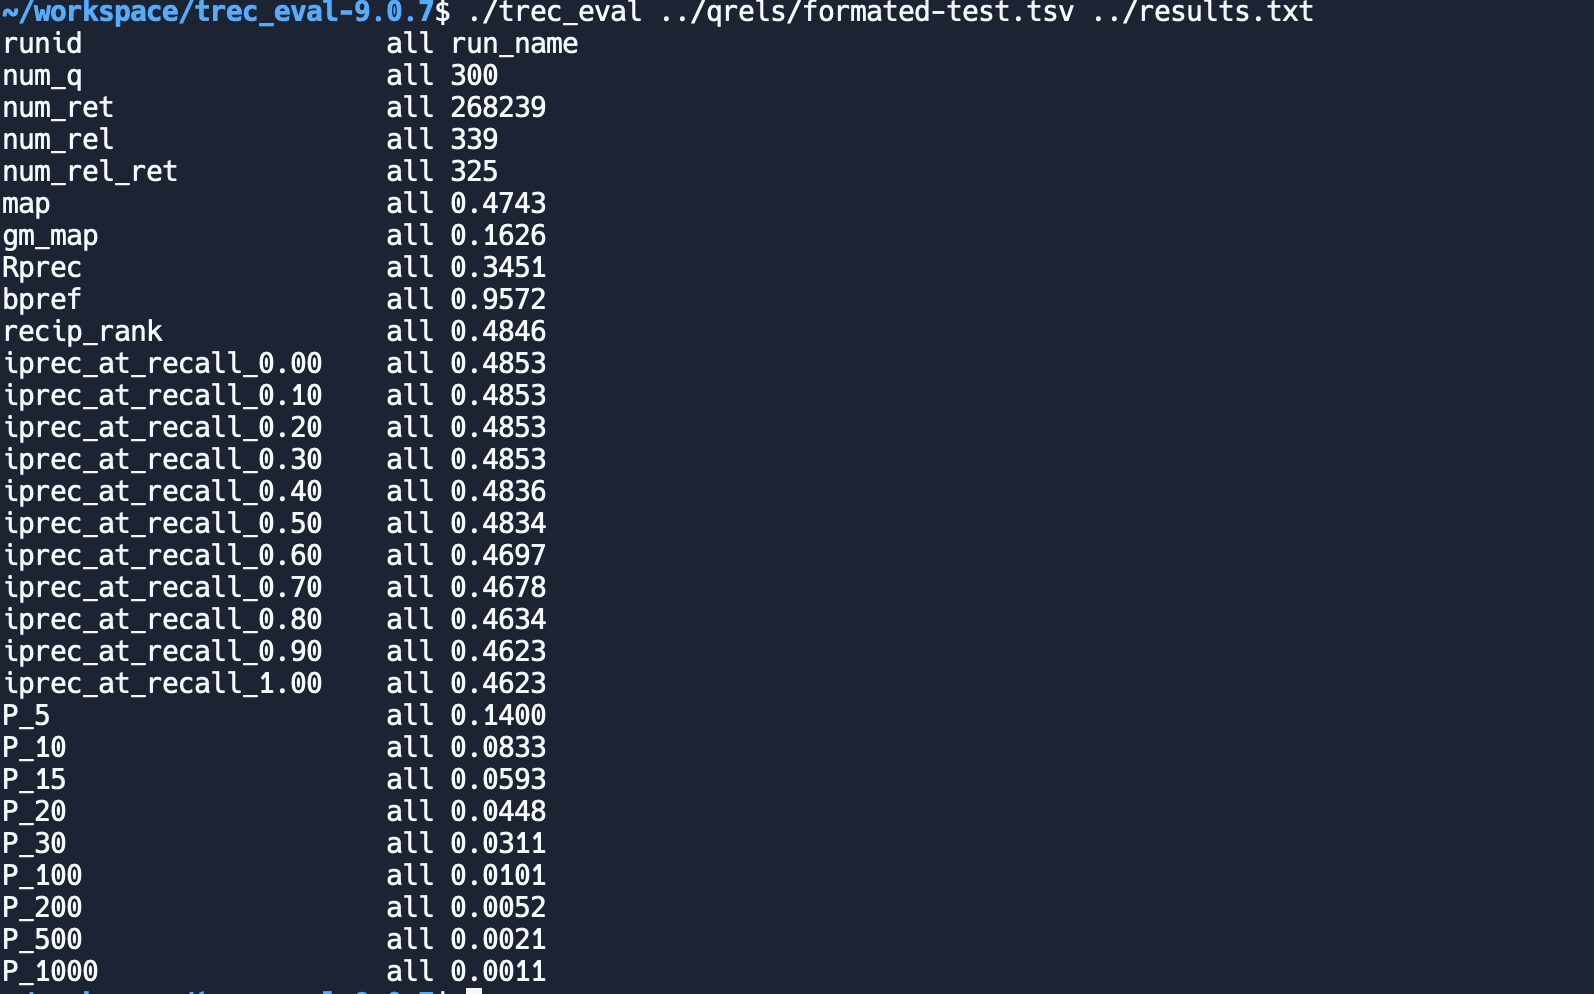 ~/workspace/trec_eval-9.0.7$ ./trec_eval ../qrels/formated-test.tsv ../results.txt
runid all run_name
num_q all 300
num_ret all 268239
num_rel all 339
num_rel_ret all 325
map all 0.4743
gm_map all 0.1626
Rprec all 0.3451
bpref all 0.9572
recip_rank all 0.4846
iprec_at_recall_0.00 all 0.4853
iprec_at_recall_0.10 all 0.4853
iprec_at_recall_0.20 all 0.4853
iprec_at_recall_0.30 all 0.4853
iprec_at_recall_0.40 all 0.4836
iprec_at_recall_0.50 all 0.4834
iprec_at_recall_0.60 all 0.4697
iprec_at_recall_0.70 all 0.4678
iprec_at_recall_0.80 all 0.4634
iprec_at_recall_0.90 all 0.4623
iprec_at_recall_1.00 all 0.4623
P_5 all 0.1400
P_10 all 0.0833
P_15 all 0.0593
P_20 all 0.0448
P_30 all 0.0311
P_100 all 0.0101
P_200 all 0.0052
P_500 all 0.0021
P_1000 all 0.0011